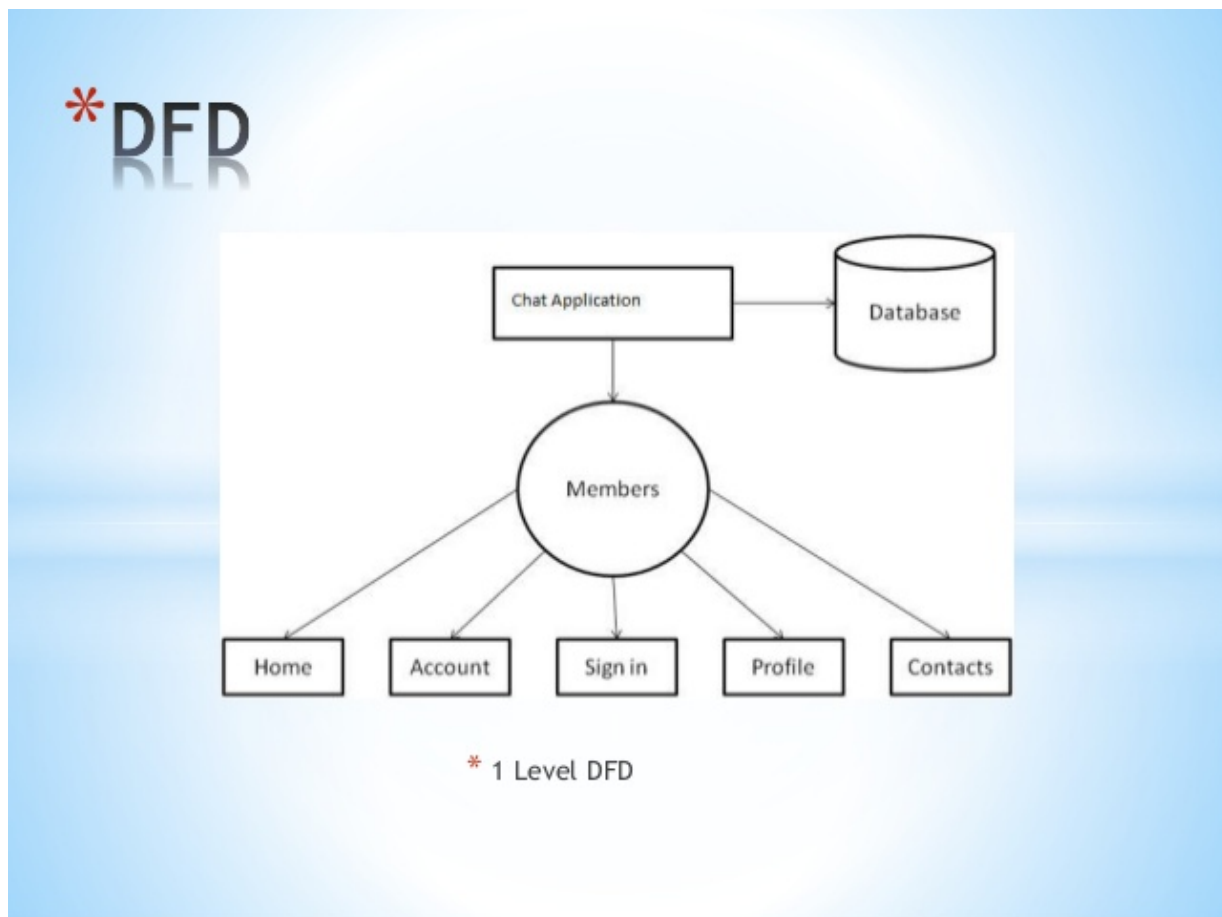 *DFD
Chat Application
Database
Members
Home
Account
Sign in
Profile
Contacts
* 1 Level DFD